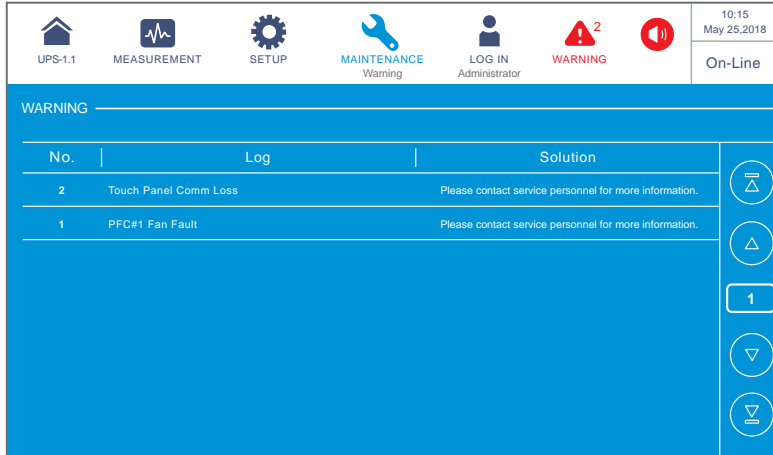 UPS-1.1
MEASUREMENT
SETUP
MAINTENANCE
Warning
LOG IN
Administrator
2
WARNING
10:15
May 25,2018
On-Line
WARNING
No. Log Solution
2 Touch Panel Comm Loss Please contact service personnel for more information.
1 PFC#1 Fan Fault Please contact service personnel for more information.
1